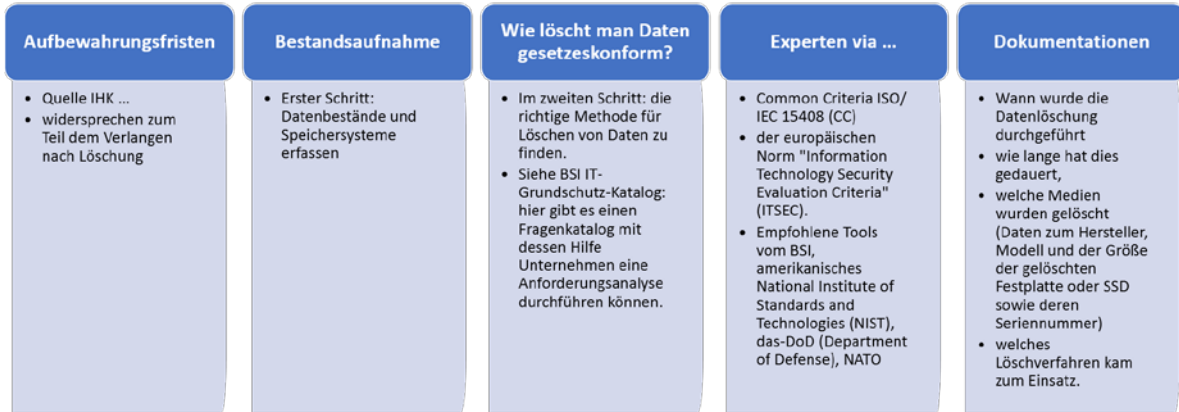 Aufbewahrungsfristen
• Quelle IHK ...
• widersprechen zum
Teil dem Verlangen
nach Löschung
Bestandsaufnahme
• Erster Schritt:
Datenbestände und
Speichersysteme
erfassen
Wie löscht man Daten
gesetzeskonform?
• Im zweiten Schritt: die
richtige Methode für
Löschen von Daten zu
finden.
• Siehe BSI IT-
Grundschutz-Katalog:
hier gibt es einen
Fragenkatalog mit
dessen Hilfe
Unternehmen eine
Anforderungsanalyse
durchführen können.
Experten via ...
• Common Criteria ISO/
IEC 15408 (CC)
• der europäischen
Norm "Information
Technology Security
Evaluation Criteria"
(ITSEC).
• Empfohlene Tools
vom BSI,
amerikanisches
National Institute of
Standards and
Technologies (NIST),
das-DoD (Department
of Defense), NATO
Dokumentationen
• Wann wurde die
Datenlöschung
durchgeführt
• wie lange hat dies
gedauert,
• welche Medien
wurden gelöscht
(Daten zum Hersteller,
Modell und der Größe
der gelöschten
Festplatte oder SSD
sowie deren
Seriennummer)
• welches
Löschverfahren kam
zum Einsatz.